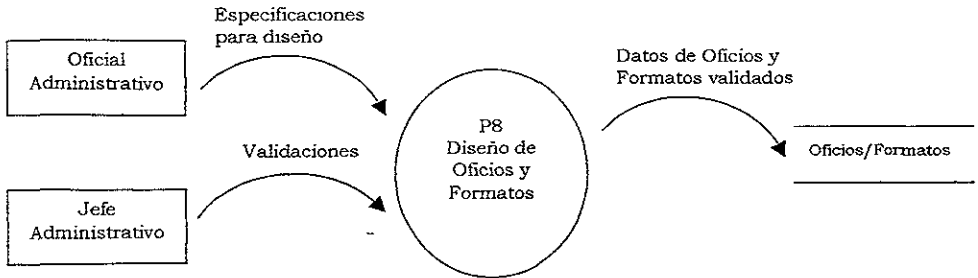 Especificaciones
para diseño
Oficial
Administrativo
Datos de Oficios y
Formatos validados
P8
Diseño de
Oficios y
Formatos
Oficios/Formatos
Validaciones
Jefe
Administrativo